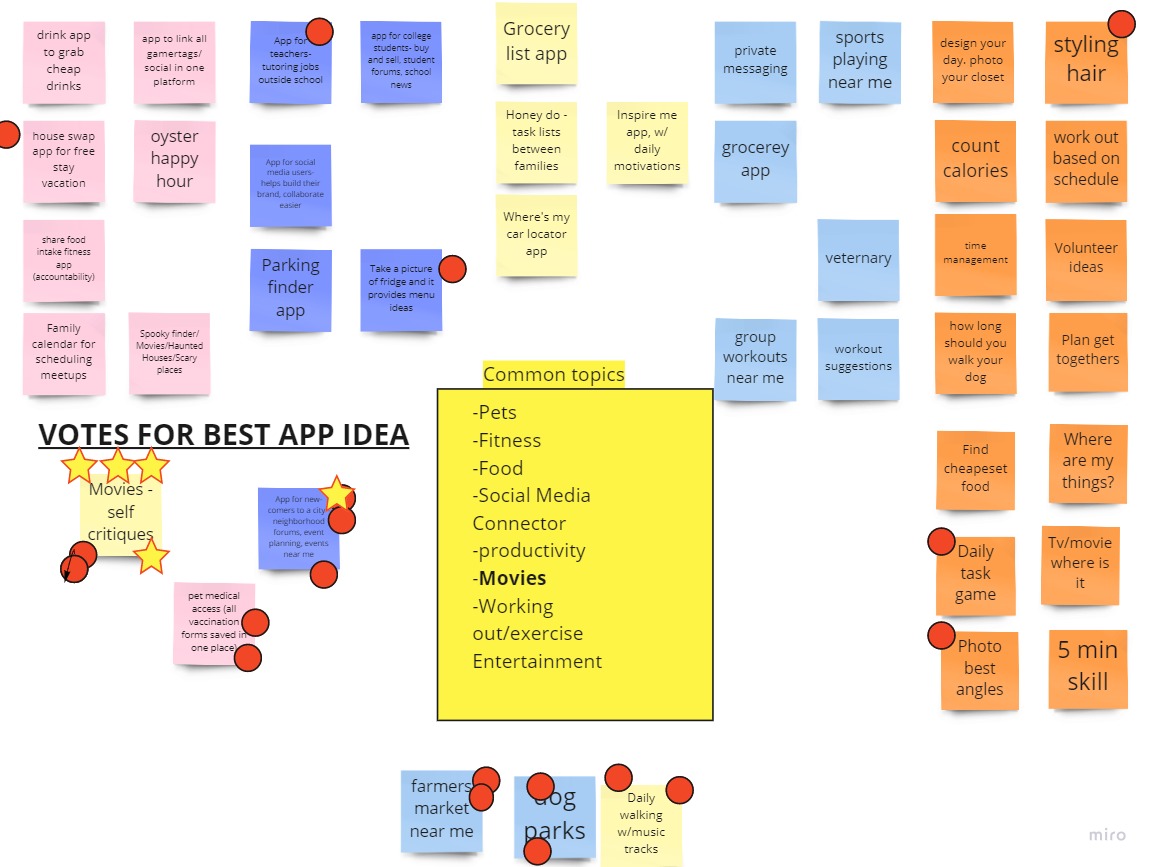 drink app
to grab
cheap
drinks
app to link all
gamertags/
social in one
platform
App for
teachers-
tutoring jobs
outside school
app for college
students- buy
and sell, student
forums, school
news
Grocery
list app
private
messaging
sports
playing
near me
design your
day. photo
your closet
styling
hair
house swap
app for free
stay
vacation
oyster
happy
hour
App for social
media users-
helps build their
brand, collaborate
easier
Honey do -
task lists
between
families
Inspire me
app, w/
daily
motivations
grocerey
app
count
calories
work out
based on
schedule
share food
intake fitness
app
(accountability)
Parking
finder
app
Take a picture
of fridge and it
provides menu
ideas
Where's my
car locator
app
veternary
time
management
Volunteer
ideas
Family
calendar for
scheduling
meetups
Spooky finder/
Movies/Haunted
Houses/Scary
places
group
workouts
near me
workout
suggestions
how long
should you
walk your
dog
Plan get
togethers
Common topics
-Pets
-Fitness
-Food
-Social Media
Connector
-productivity
-Movies
-Working
out/exercise
Entertainment
VOTES FOR BEST APP IDEA
Movies -
self
critiques
App for new-
comers to a city-
neighborhood
forums, event
planning, events
near me
pet medical
access (all
vaccination
forms saved in
one place)
Find
cheapeset
food
Where
are my
things?
Daily
task
game
Tv/movie
where is
it
Photo
best
angles
5 min
skill
farmers
market
near me
dog
parks
Daily
walking
w/music
tracks
miro